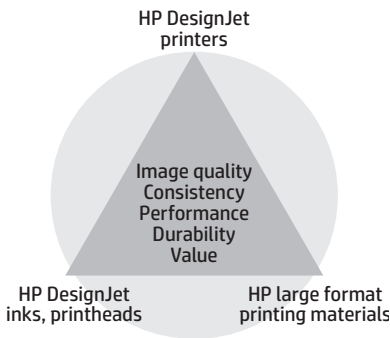 HP DesignJet
printers
Image quality
Consistency
Performance
Durability
Value
HP DesignJet
inks, printheads
HP large format
printing materials